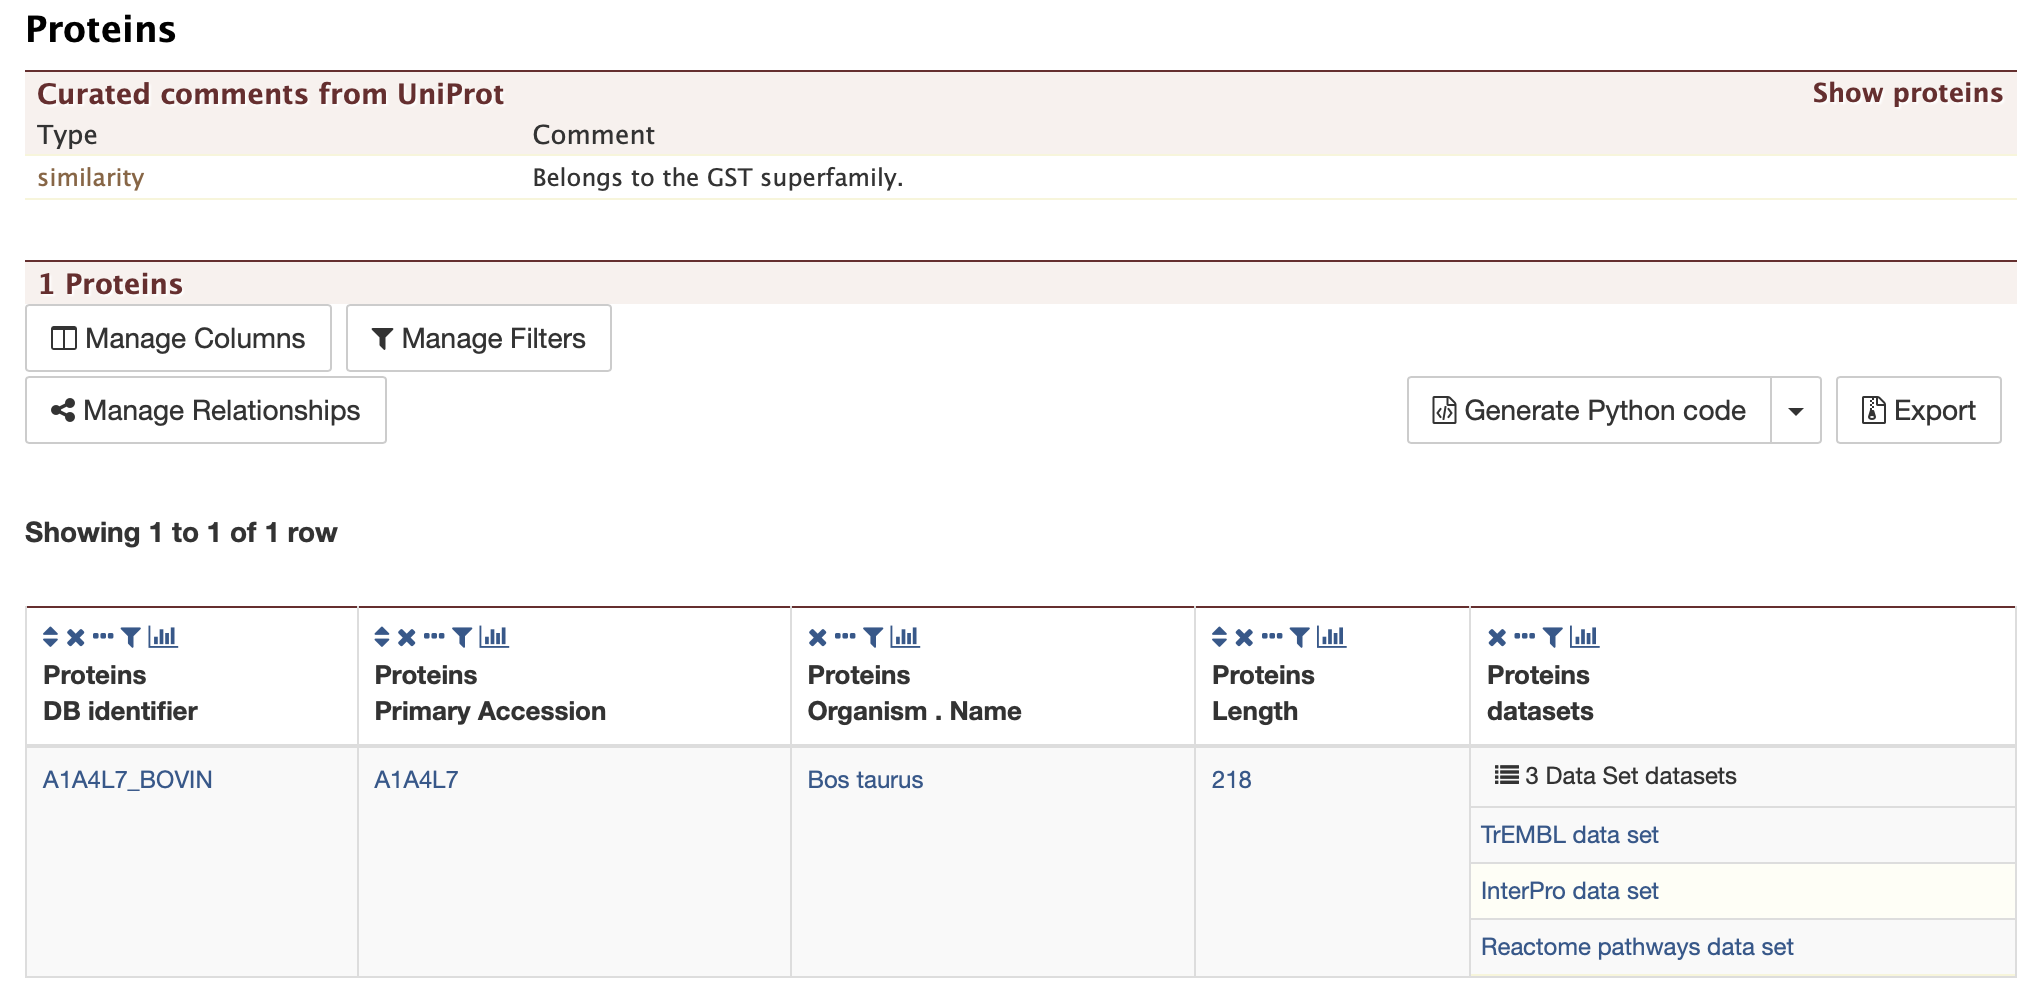 Proteins
Curated comments from UniProt Show proteins
Type Comment
similarity Belongs to the GST superfamily.
1 Proteins
Manage Columns Manage Filters
Manage Relationships Generate Python code Export
Showing 1 to 1 of 1 row
Proteins Proteins Proteins Proteins Proteins
DB identifier Primary Accession Organism . Name Length datasets
A1A4L7_BOVIN A1A4L7 Bos taurus 218 3 Data Set datasets
TrEMBL data set
InterPro data set
Reactome pathways data set